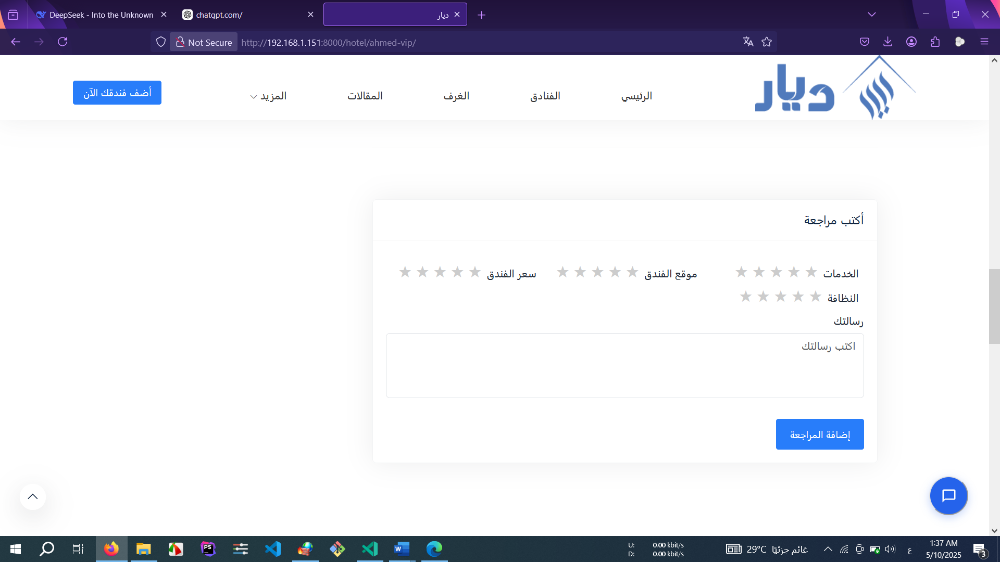 DeepSeek - Into the Unknown
chatgpt.com/
ديار
Not Secure
http://192.168.1.151:8000/hotel/ahmed-vip/
ديار
الرئيسي
الفنادق
الغرف
المقالات
المزيد
أضف فندقك الآن
أكتب مراجعة
الخدمات
موقع الفندق
سعر الفندق
النظافة
رسالتك
اكتب رسالتك
إضافة المراجعة
PS
W
U: 0.00 kbit/s
D: 0.00 kbit/s
29°C غائم جزئيًا
ع
1:37 AM
5/10/2025
3